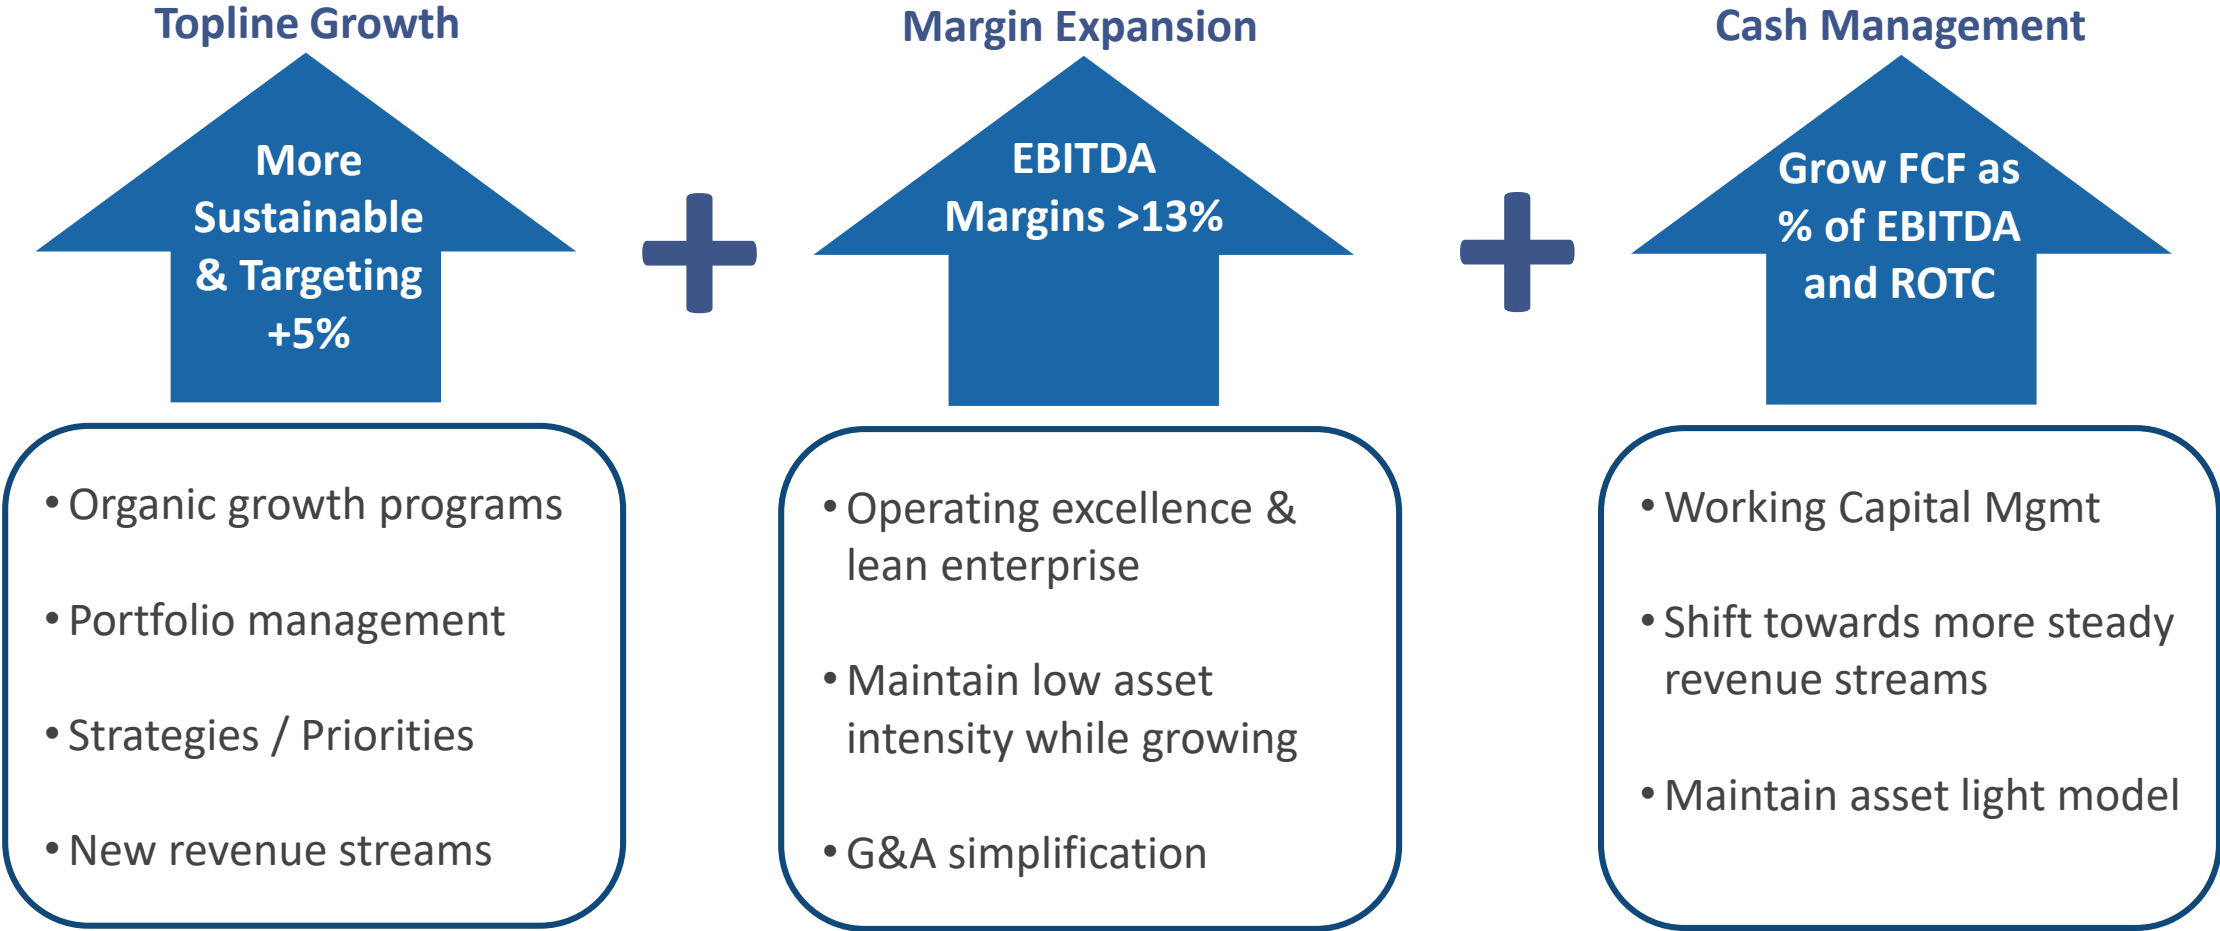 Topline Growth
More
Sustainable
& Targeting
+5%
• Organic growth programs
• Portfolio management
• Strategies / Priorities
• New revenue streams
Margin Expansion
EBITDA
Margins >13%
• Operating excellence &
lean enterprise
• Maintain low asset
intensity while growing
• G&A simplification
Cash Management
Grow FCF as
% of EBITDA
and ROTC
• Working Capital Mgmt
• Shift towards more steady
revenue streams
• Maintain asset light model